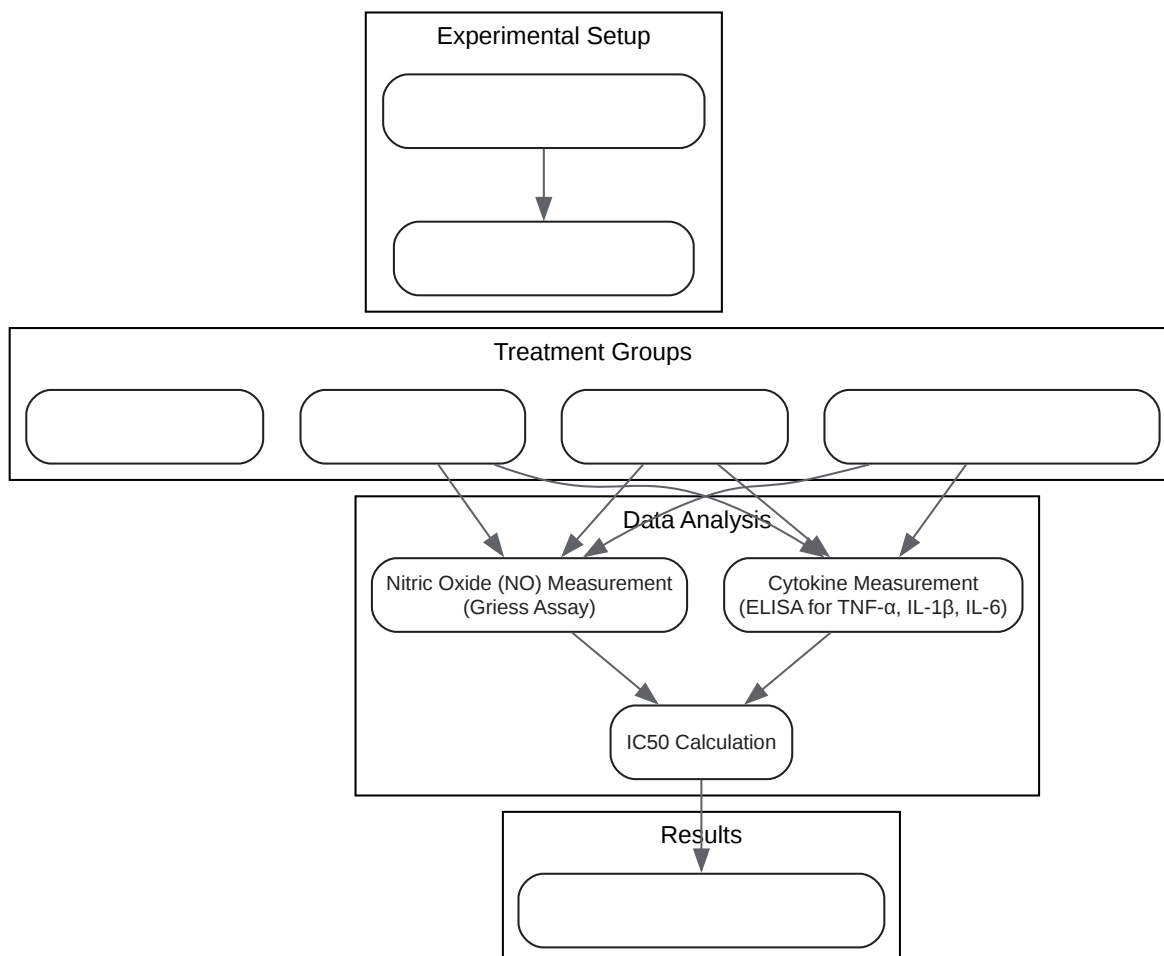 Experimental Setup
Treatment Groups
Data Analysis
Nitric Oxide (NO) Measurement
(Griess Assay)
Cytokine Measurement
(ELISA for TNF-α, IL-1β, IL-6)
IC50 Calculation
Results